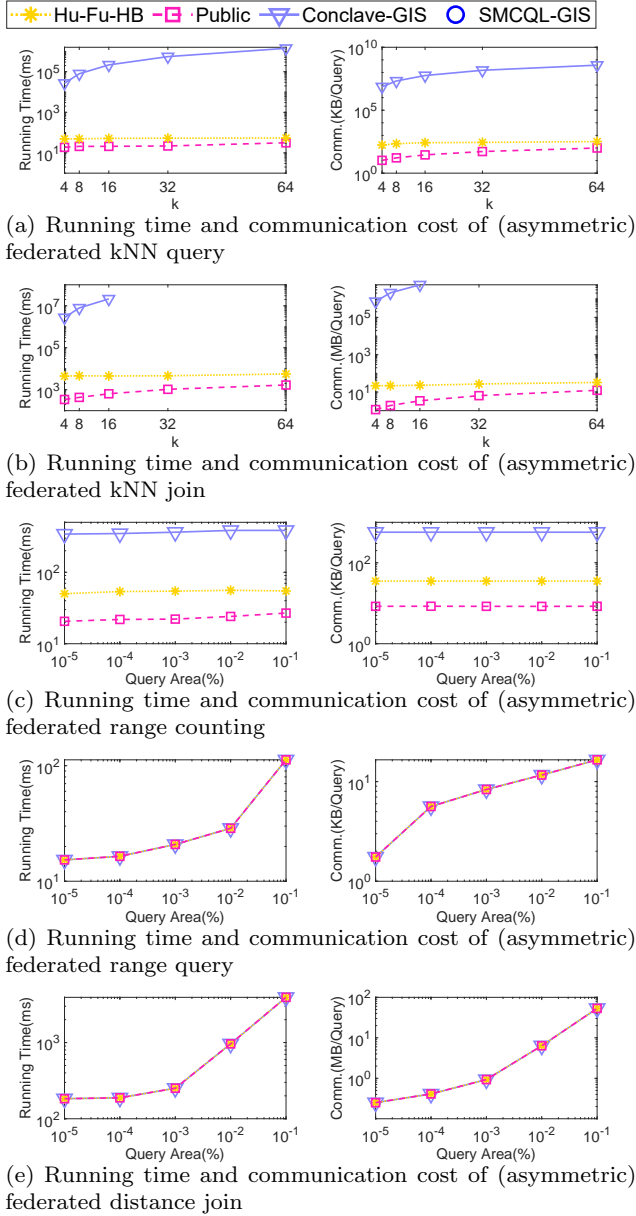 Hu-Fu-HB Public Conclave-GIS SMCQL-GIS
Running Time(ms)
10^5
10^3
10^1
4 8 16 32 64
k
Comm.(KB/Query)
10^10
10^5
10^0
4 8 16 32 64
k
(a) Running time and communication cost of (asymmetric)
federated kNN query
Running Time(ms)
10^7
10^5
10^3
4 8 16 32 64
k
Comm.(MB/Query)
10^5
10^3
10^1
4 8 16 32 64
k
(b) Running time and communication cost of (asymmetric)
federated kNN join
Running Time(ms)
10^2
10^1
10^-5 10^-4 10^-3 10^-2 10^-1
Query Area(%)
Comm.(KB/Query)
10^2
10^0
10^-5 10^-4 10^-3 10^-2 10^-1
Query Area(%)
(c) Running time and communication cost of (asymmetric)
federated range counting
Running Time(ms)
10^2
10^1
10^-5 10^-4 10^-3 10^-2 10^-1
Query Area(%)
Comm.(KB/Query)
10^1
10^0
10^-5 10^-4 10^-3 10^-2 10^-1
Query Area(%)
(d) Running time and communication cost of (asymmetric)
federated range query
Running Time(ms)
10^3
10^2
10^-5 10^-4 10^-3 10^-2 10^-1
Query Area(%)
Comm.(MB/Query)
10^2
10^1
10^0
10^-5 10^-4 10^-3 10^-2 10^-1
Query Area(%)
(e) Running time and communication cost of (asymmetric)
federated distance join